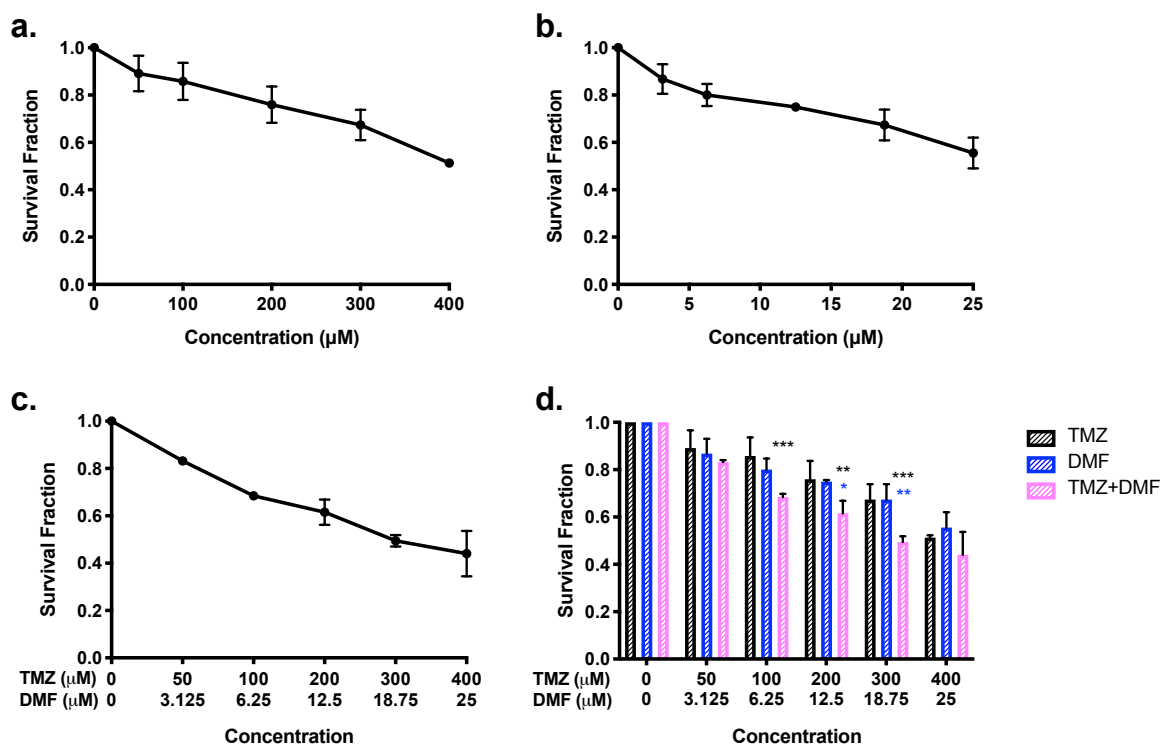 a.
1.0
0.8
0.6
0.4
0.2
0.0
Survival Fraction
0 100 200 300 400
Concentration (µM)
b.
1.0
0.8
0.6
0.4
0.2
0.0
Survival Fraction
0 5 10 15 20 25
Concentration (µM)
c.
1.0
0.8
0.6
0.4
0.2
0.0
Survival Fraction
TMZ (µM) 0 50 100 200 300 400
DMF (µM) 0 3.125 6.25 12.5 18.75 25
Concentration
d.
1.0
0.8
0.6
0.4
0.2
0.0
Survival Fraction
***
**
*
***
**
TMZ (µM) 0 50 100 200 300 400
DMF (µM) 0 3.125 6.25 12.5 18.75 25
Concentration
TMZ
DMF
TMZ+DMF